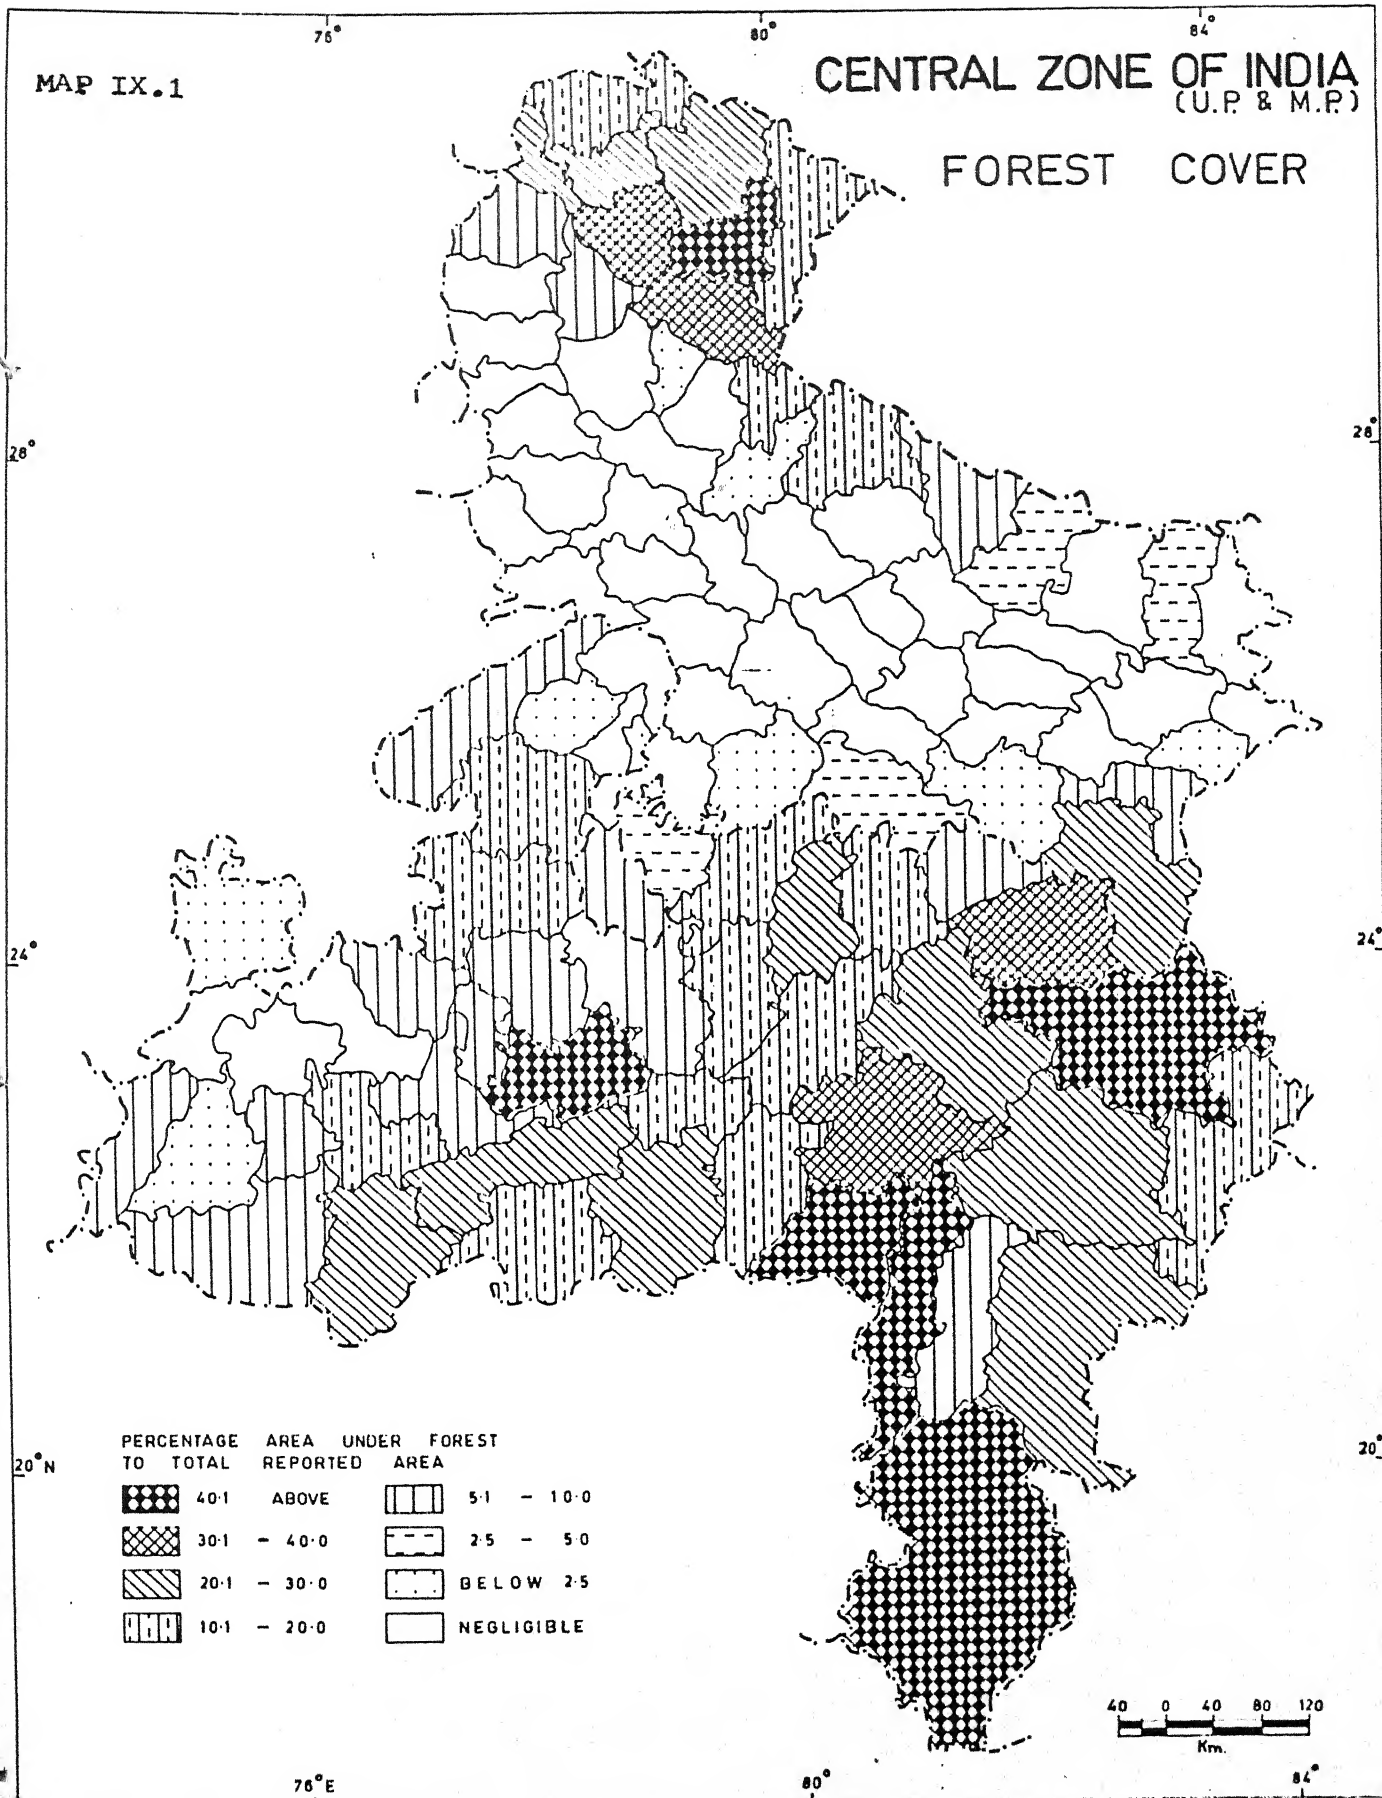 76° 80° 84°
MAP IX.1
CENTRAL ZONE OF INDIA
(U.P. & M.P.)
FOREST COVER
28° 28°
24° 24°
20°N 20°
PERCENTAGE AREA UNDER FOREST
TO TOTAL REPORTED AREA
40·1 ABOVE
30·1 - 40·0
20·1 - 30·0
10·1 - 20·0
5·1 - 10·0
2·5 - 5·0
BELOW 2·5
NEGLIGIBLE
40 0 40 80 120
Km.
76°E 80° 84°